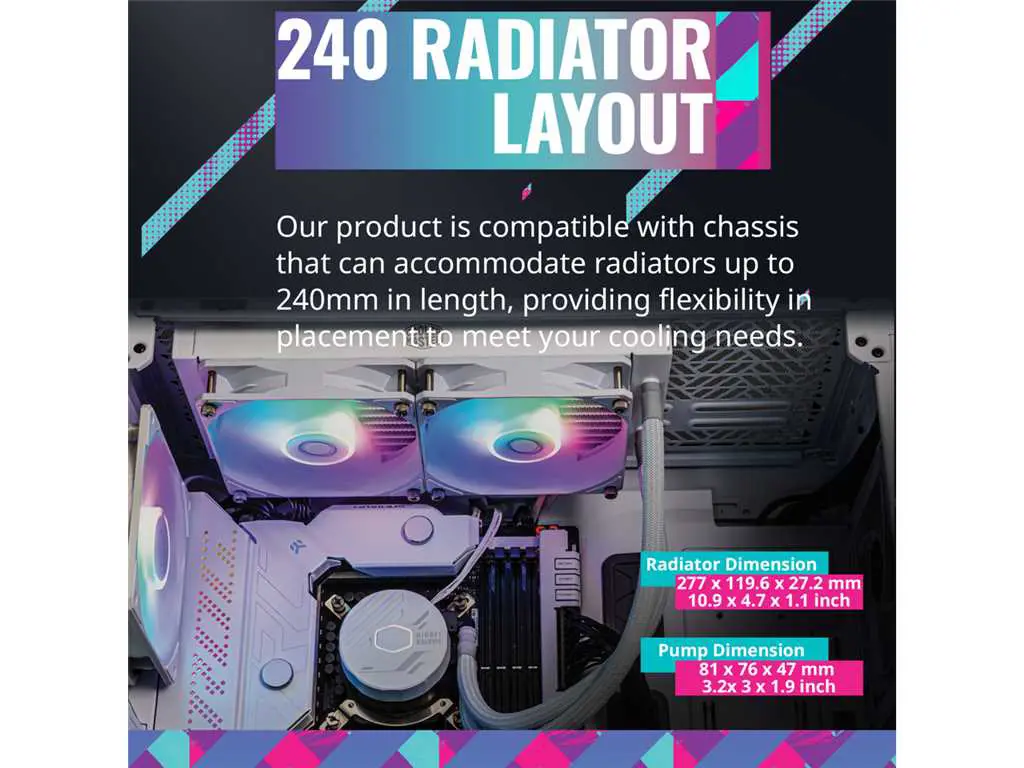 240 RADIATOR
LAYOUT
Our product is compatible with chassis
that can accommodate radiators up to
240mm in length, providing flexibility in
placement to meet your cooling needs.
Radiator Dimension
277 x 119.6 x 27.2 mm
10.9 x 4.7 x 1.1 inch
Pump Dimension
81 x 76 x 47 mm
3.2x 3 x 1.9 inch